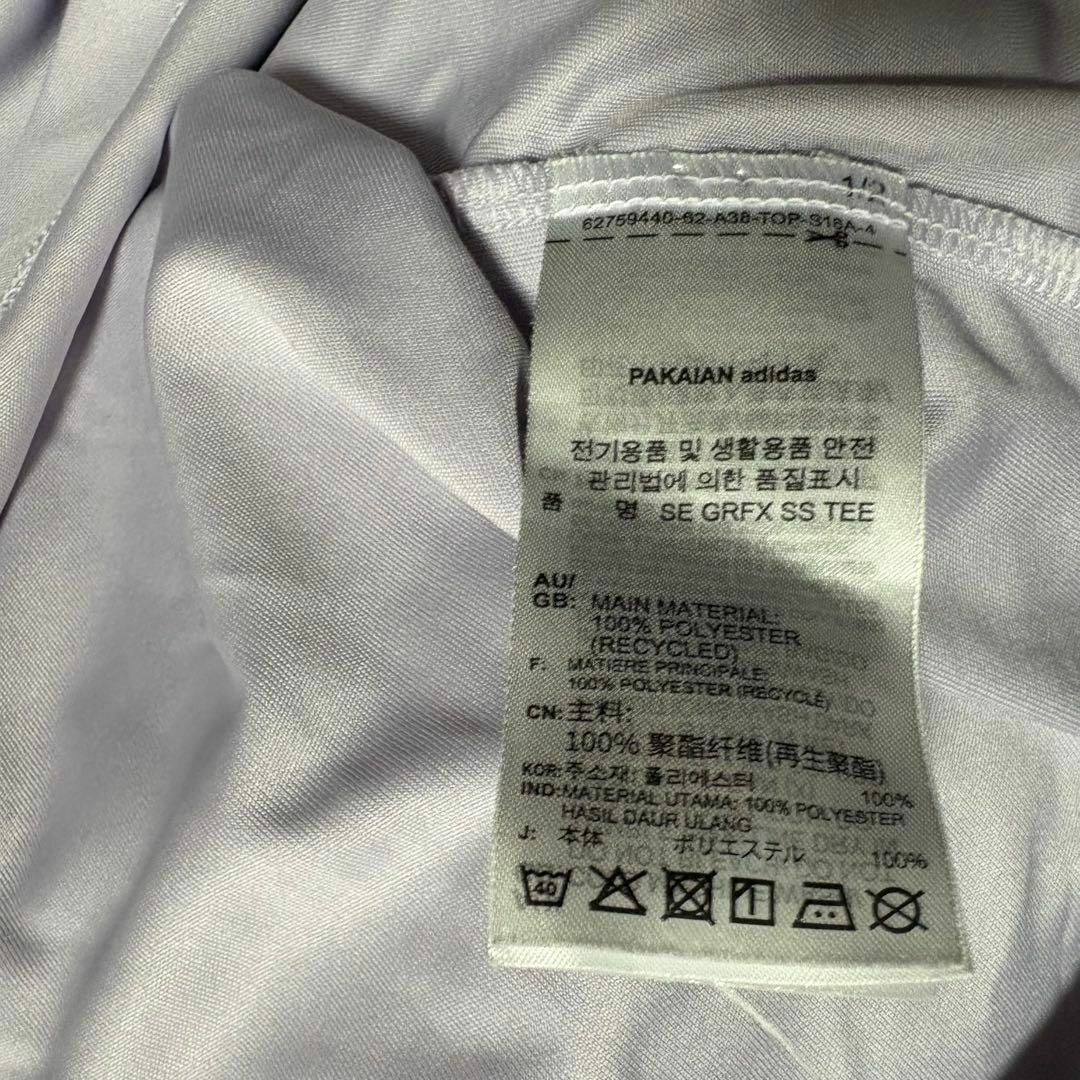 1/2
62759440-62-A38-TOP-S18A-4
PAKAIAN adidas
전기용품 및 생활용품 안전
관리법에 의한 품질표시
품 명 SE GRFX SS TEE
AU/
GB: MAIN MATERIAL:
100% POLYESTER
(RECYCLED)
F: MATIERE PRINCIPALE:
100% POLYESTER (RECYCLÉ)
CN: 主料:
100% 聚酯纤维(再生聚酯)
KOR: 주소재: 폴리에스터 100%
IND: MATERIAL UTAMA: 100% POLYESTER
HASIL DAUR ULANG
J: 本体 ポリエステル 100%
40